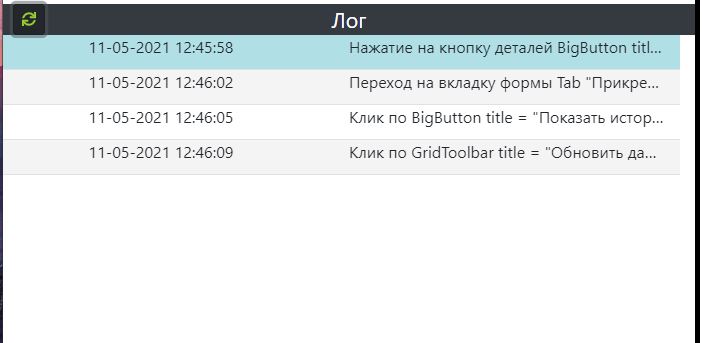 Лог
11-05-2021 12:45:58 Нажатие на кнопку деталей BigButton titl...
11-05-2021 12:46:02 Переход на вкладку формы Tab "Прикре...
11-05-2021 12:46:05 Клик по BigButton title = "Показать истор...
11-05-2021 12:46:09 Клик по GridToolbar title = "Обновить да...